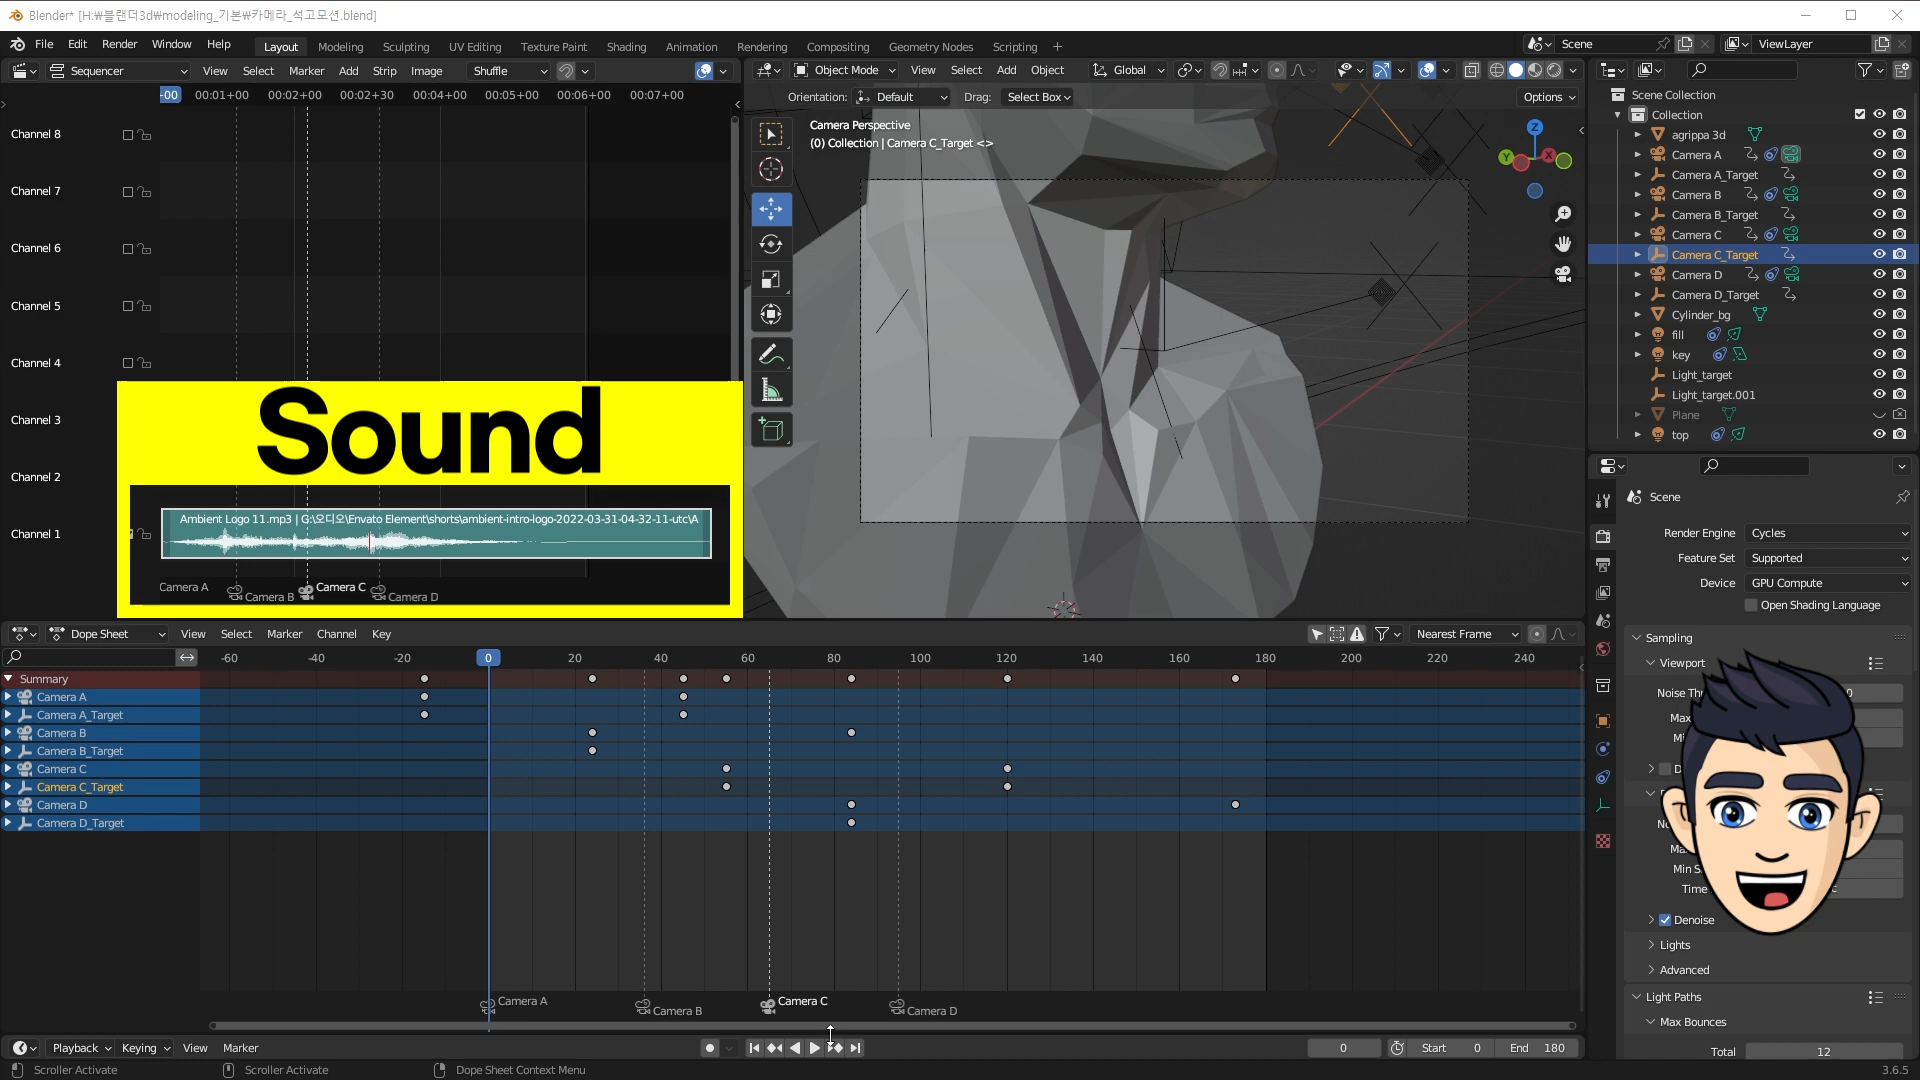 Blender* [H:₩블랜더3d₩modeling_기본₩카메라_석고모션.blend]
File Edit Render Window Help Layout Modeling Sculpting UV Editing Texture Paint Shading Animation Rendering Compositing Geometry Nodes Scripting + Scene ViewLayer
Sequencer View Select Marker Add Strip Image Shuffle
-00 00:01+00 00:02+00 00:02+30 00:04+00 00:05+00 00:06+00 00:07+00
Channel 8
Channel 7
Channel 6
Channel 5
Channel 4
Channel 3
Channel 2
Channel 1
Sound
Ambient Logo 11.mp3 | G:\오디오\Envato Element\shorts\ambient-intro-logo-2022-03-31-04-32-11-utc\A
Camera A Camera B Camera C Camera D
Object Mode View Select Add Object Global
Orientation: Default Drag: Select Box Options
Camera Perspective
(0) Collection | Camera C_Target <>
Z
Y X
Scene Collection
Collection
agrippa 3d
Camera A
Camera A_Target
Camera B
Camera B_Target
Camera C
Camera C_Target
Camera D
Camera D_Target
Cylinder_bg
fill
key
Light_target
Light_target.001
Plane
top
Scene
Render Engine Cycles
Feature Set Supported
Device GPU Compute
Open Shading Language
Sampling
Viewport
Noise Thr 0
Max
Mi
D
No
Ma
Min S
Time c
Denoise
Lights
Advanced
Light Paths
Max Bounces
Total 12
Dope Sheet View Select Marker Channel Key Nearest Frame
-60 -40 -20 0 20 40 60 80 100 120 140 160 180 200 220 240
Summary
Camera A
Camera A_Target
Camera B
Camera B_Target
Camera C
Camera C_Target
Camera D
Camera D_Target
Camera A Camera B Camera C Camera D
Playback Keying View Marker 0 Start 0 End 180
Scroller Activate Scroller Activate Dope Sheet Context Menu 3.6.5